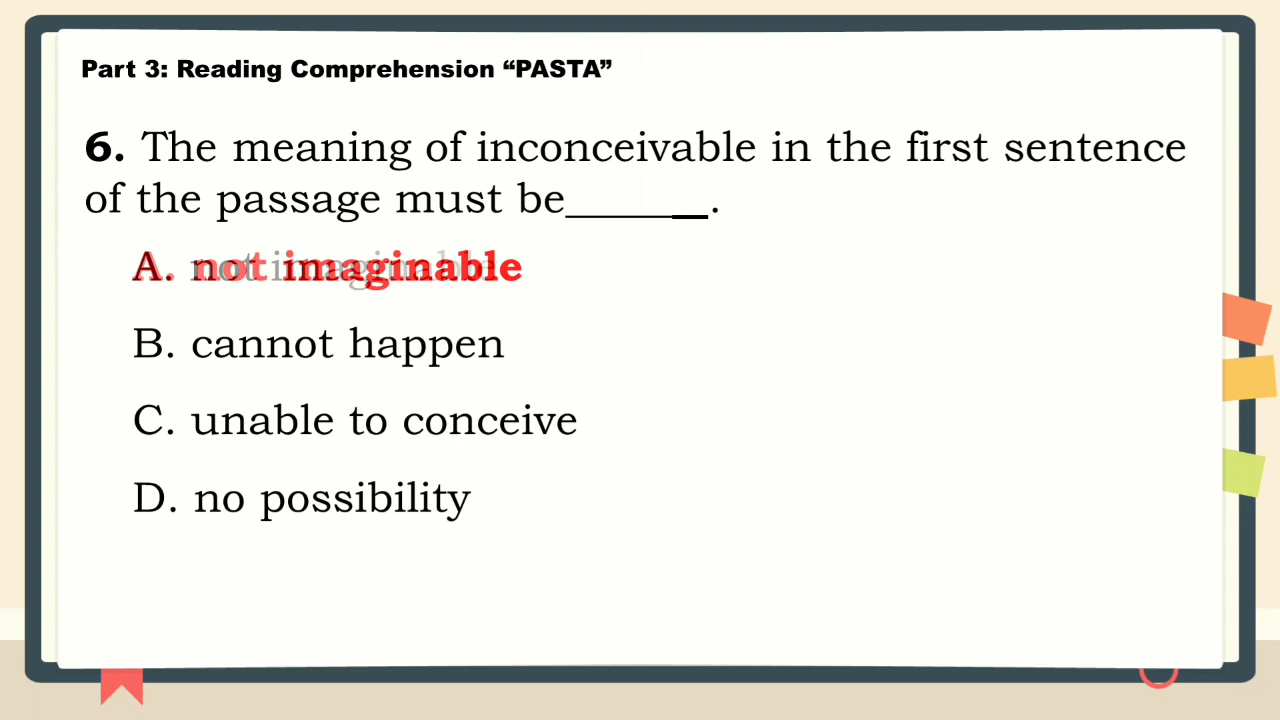 Part 3: Reading Comprehension “PASTA”
6. The meaning of inconceivable in the first sentence
of the passage must be______.
A. not imaginable
B. cannot happen
C. unable to conceive
D. no possibility